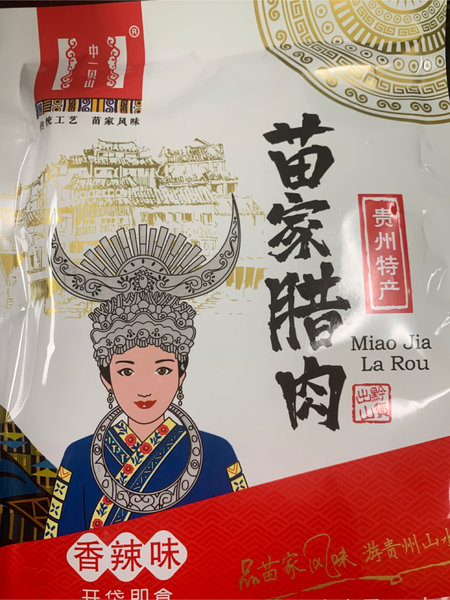 中一贝山®
传统工艺 苗家风味
苗家腊肉
贵州特产
Miao Jia
La Rou
香辣味
开袋即食
品苗家风味 游贵州山水